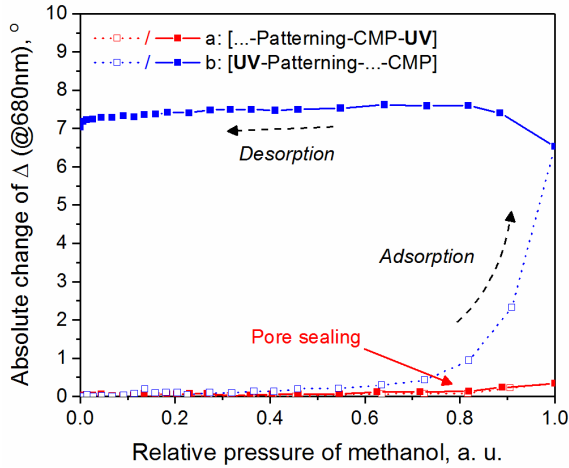 10
9
8
7
6
5
4
3
2
1
0
Absolute change of Δ (@680nm), °
/ a: [...-Patterning-CMP-UV]
/ b: [UV-Patterning-...-CMP]
Desorption
Adsorption
Pore sealing
0.0 0.2 0.4 0.6 0.8 1.0
Relative pressure of methanol, a. u.